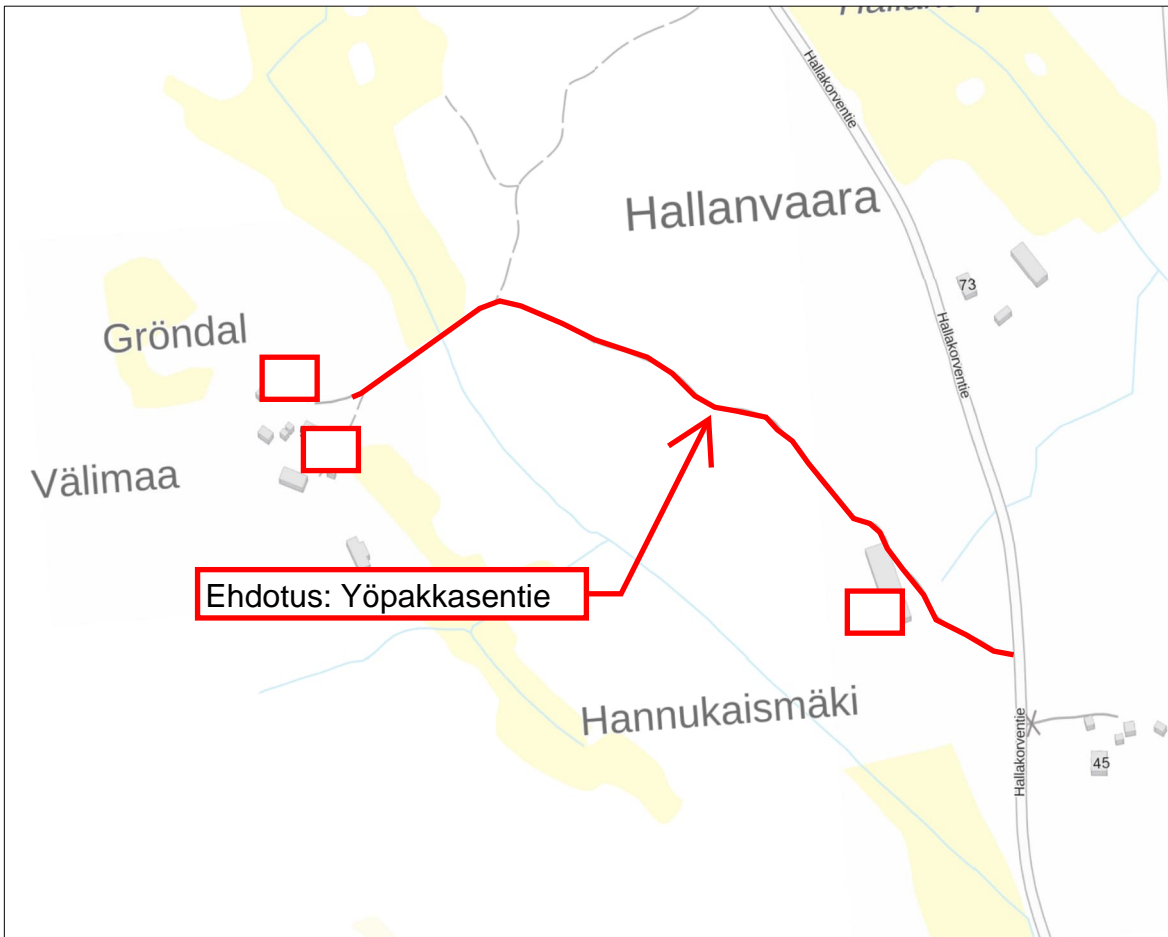 Hallakorventie
Hallanvaara
73
Gröndal
Hallakorventie
Välimaa
Ehdotus: Yöpakkasentie
Hannukaismäki
Hallakorventie
45